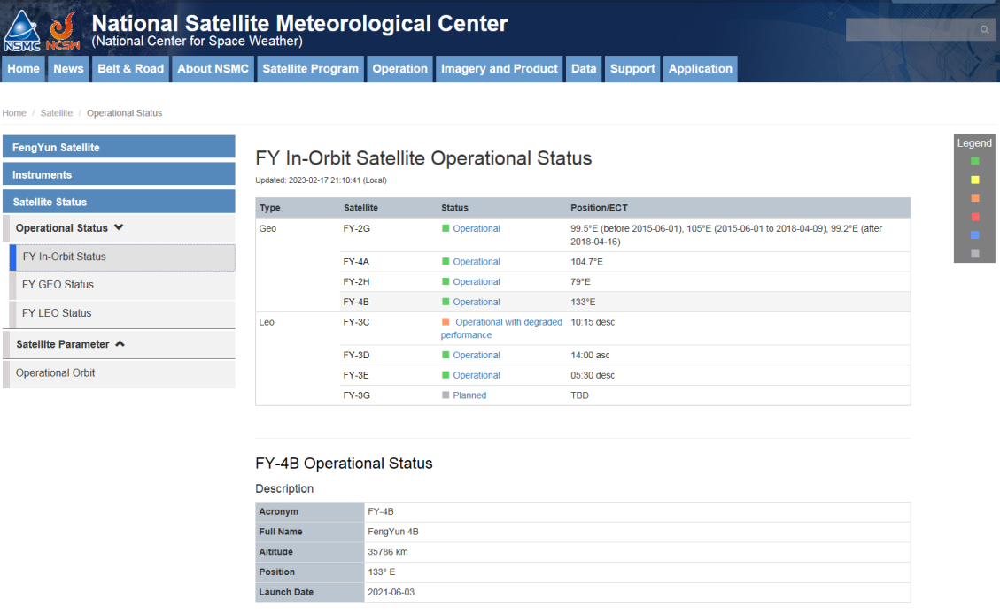 National Satellite Meteorological Center
(National Center for Space Weather)
NSMC NCSW
Home News Belt & Road About NSMC Satellite Program Operation Imagery and Product Data Support Application
Home / Satellite / Operational Status
FengYun Satellite
Instruments
Satellite Status
Operational Status
FY In-Orbit Status
FY GEO Status
FY LEO Status
Satellite Parameter
Operational Orbit
FY In-Orbit Satellite Operational Status
Updated: 2023-02-17 21:10:41 (Local)
Type Satellite Status Position/ECT
Geo FY-2G Operational 99.5°E (before 2015-06-01), 105°E (2015-06-01 to 2018-04-09), 99.2°E (after
2018-04-16)
FY-4A Operational 104.7°E
FY-2H Operational 79°E
FY-4B Operational 133°E
Leo FY-3C Operational with degraded 10:15 desc
performance
FY-3D Operational 14:00 asc
FY-3E Operational 05:30 desc
FY-3G Planned TBD
Legend
FY-4B Operational Status
Description
Acronym FY-4B
Full Name FengYun 4B
Altitude 35786 km
Position 133° E
Launch Date 2021-06-03